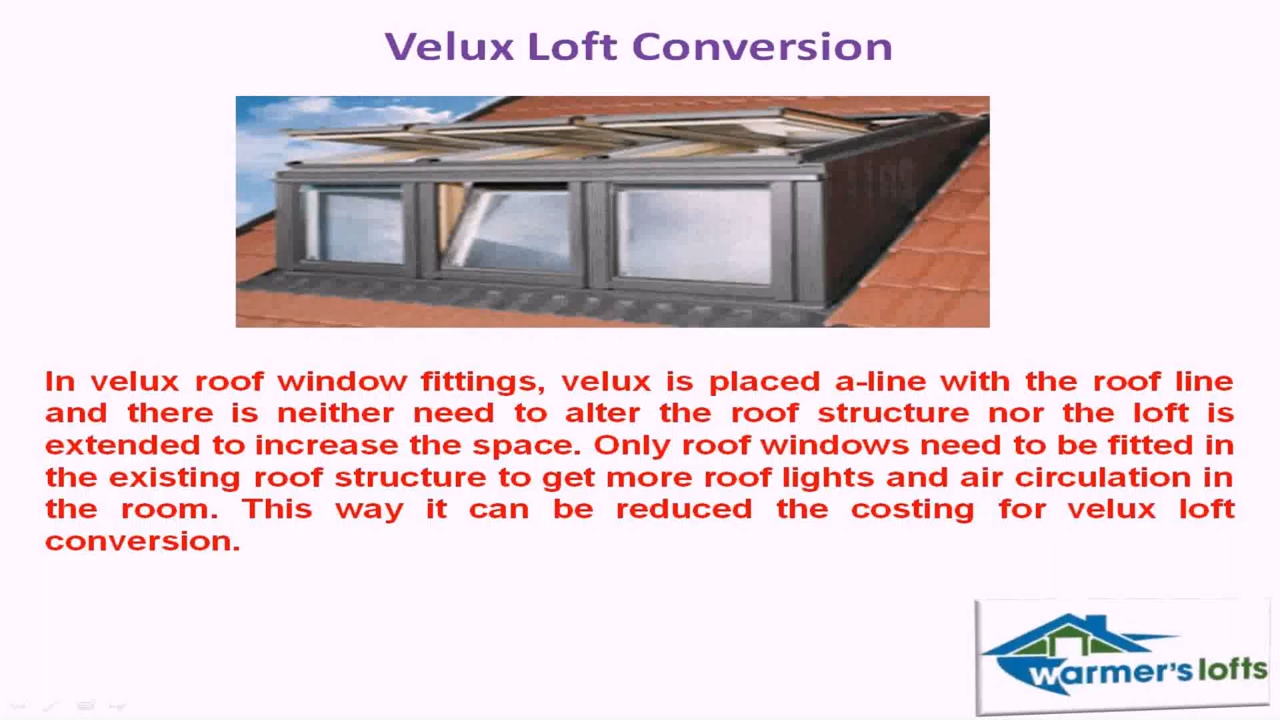 Velux Loft Conversion
In velux roof window fittings, velux is placed a-line with the roof line
and there is neither need to alter the roof structure nor the loft is
extended to increase the space. Only roof windows need to be fitted in
the existing roof structure to get more roof lights and air circulation in
the room. This way it can be reduced the costing for velux loft
conversion.
warmer's lofts